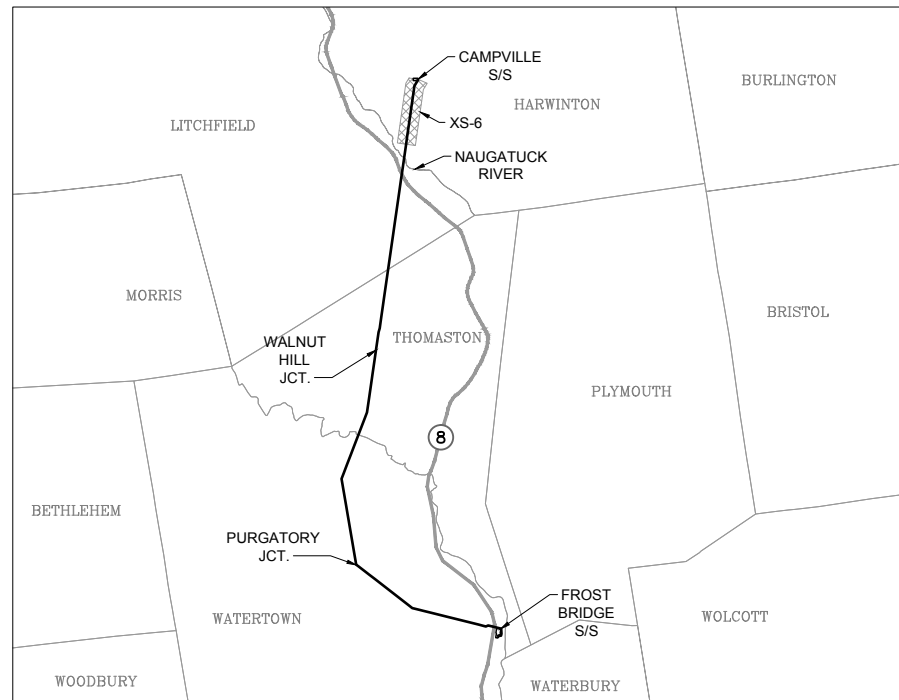 CAMPVILLE
S/S
BURLINGTON
HARWINTON
LITCHFIELD
XS-6
NAUGATUCK
RIVER
MORRIS
BRISTOL
WALNUT
HILL
JCT.
THOMASTON
PLYMOUTH
8
BETHLEHEM
PURGATORY
JCT.
FROST
BRIDGE
S/S
WATERTOWN
WOLCOTT
WOODBURY
WATERBURY